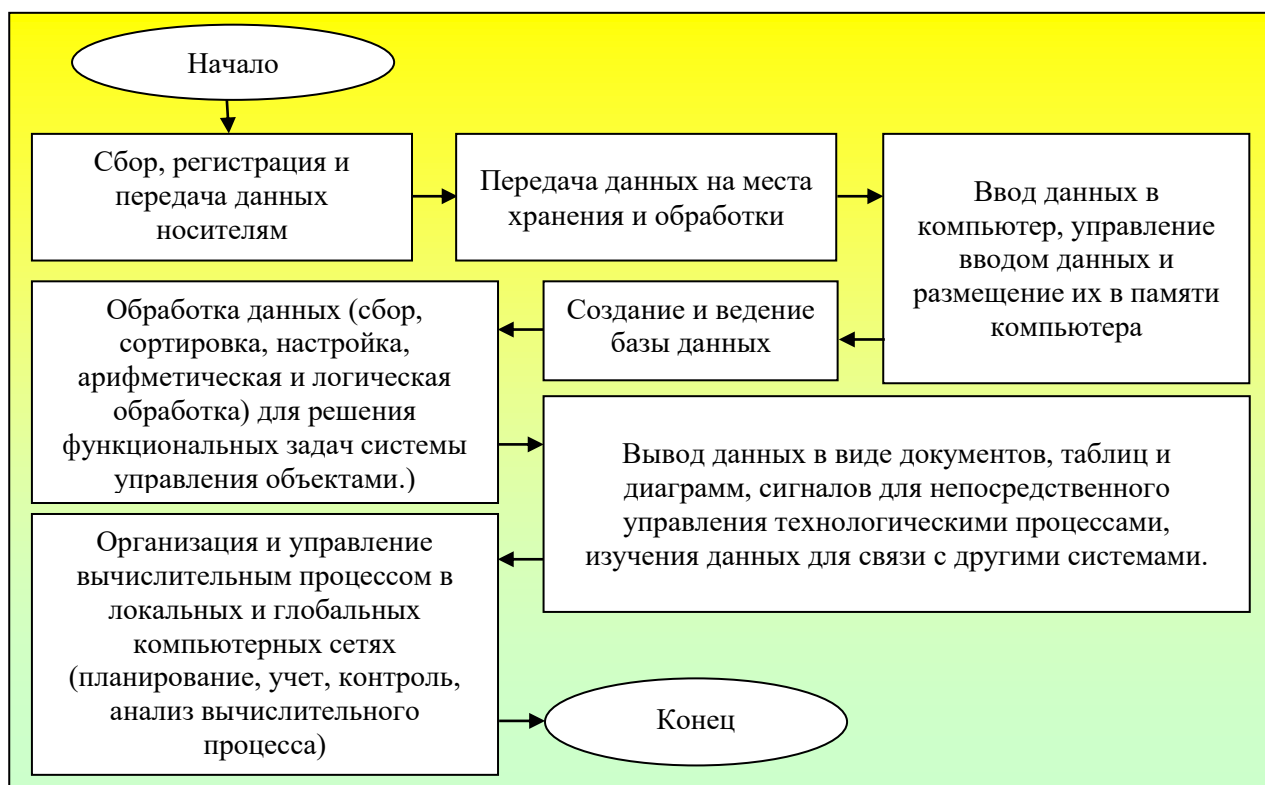 Начало
Сбор, регистрация и
передача данных
носителям
Передача данных на места
хранения и обработки
Ввод данных в
компьютер, управление
вводом данных и
размещение их в памяти
компьютера
Создание и ведение
базы данных
Обработка данных (сбор,
сортировка, настройка,
арифметическая и логическая
обработка) для решения
функциональных задач системы
управления объектами.)
Вывод данных в виде документов, таблиц и
диаграмм, сигналов для непосредственного
управления технологическими процессами,
изучения данных для связи с другими системами.
Организация и управление
вычислительным процессом в
локальных и глобальных
компьютерных сетях
(планирование, учет, контроль,
анализ вычислительного
процесса)
Конец